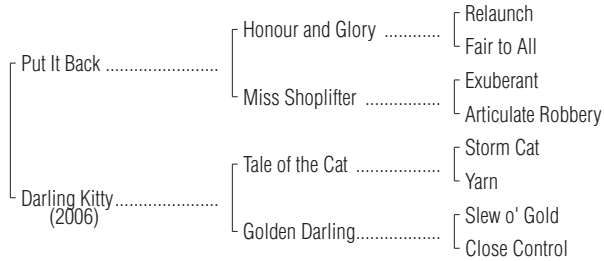 Relaunch
Honour and Glory ............
Fair to All
Put It Back .......................
Exuberant
Miss Shoplifter ................
Articulate Robbery
Storm Cat
Tale of the Cat ..................
Yarn
Darling Kitty.....................
(2006)
Slew o' Gold
Golden Darling..................
Close Control